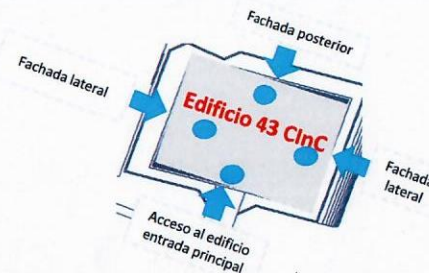 Fachada posterior
Fachada lateral
Edificio 43 CInC
Fachada
lateral
Acceso al edificio
entrada principal